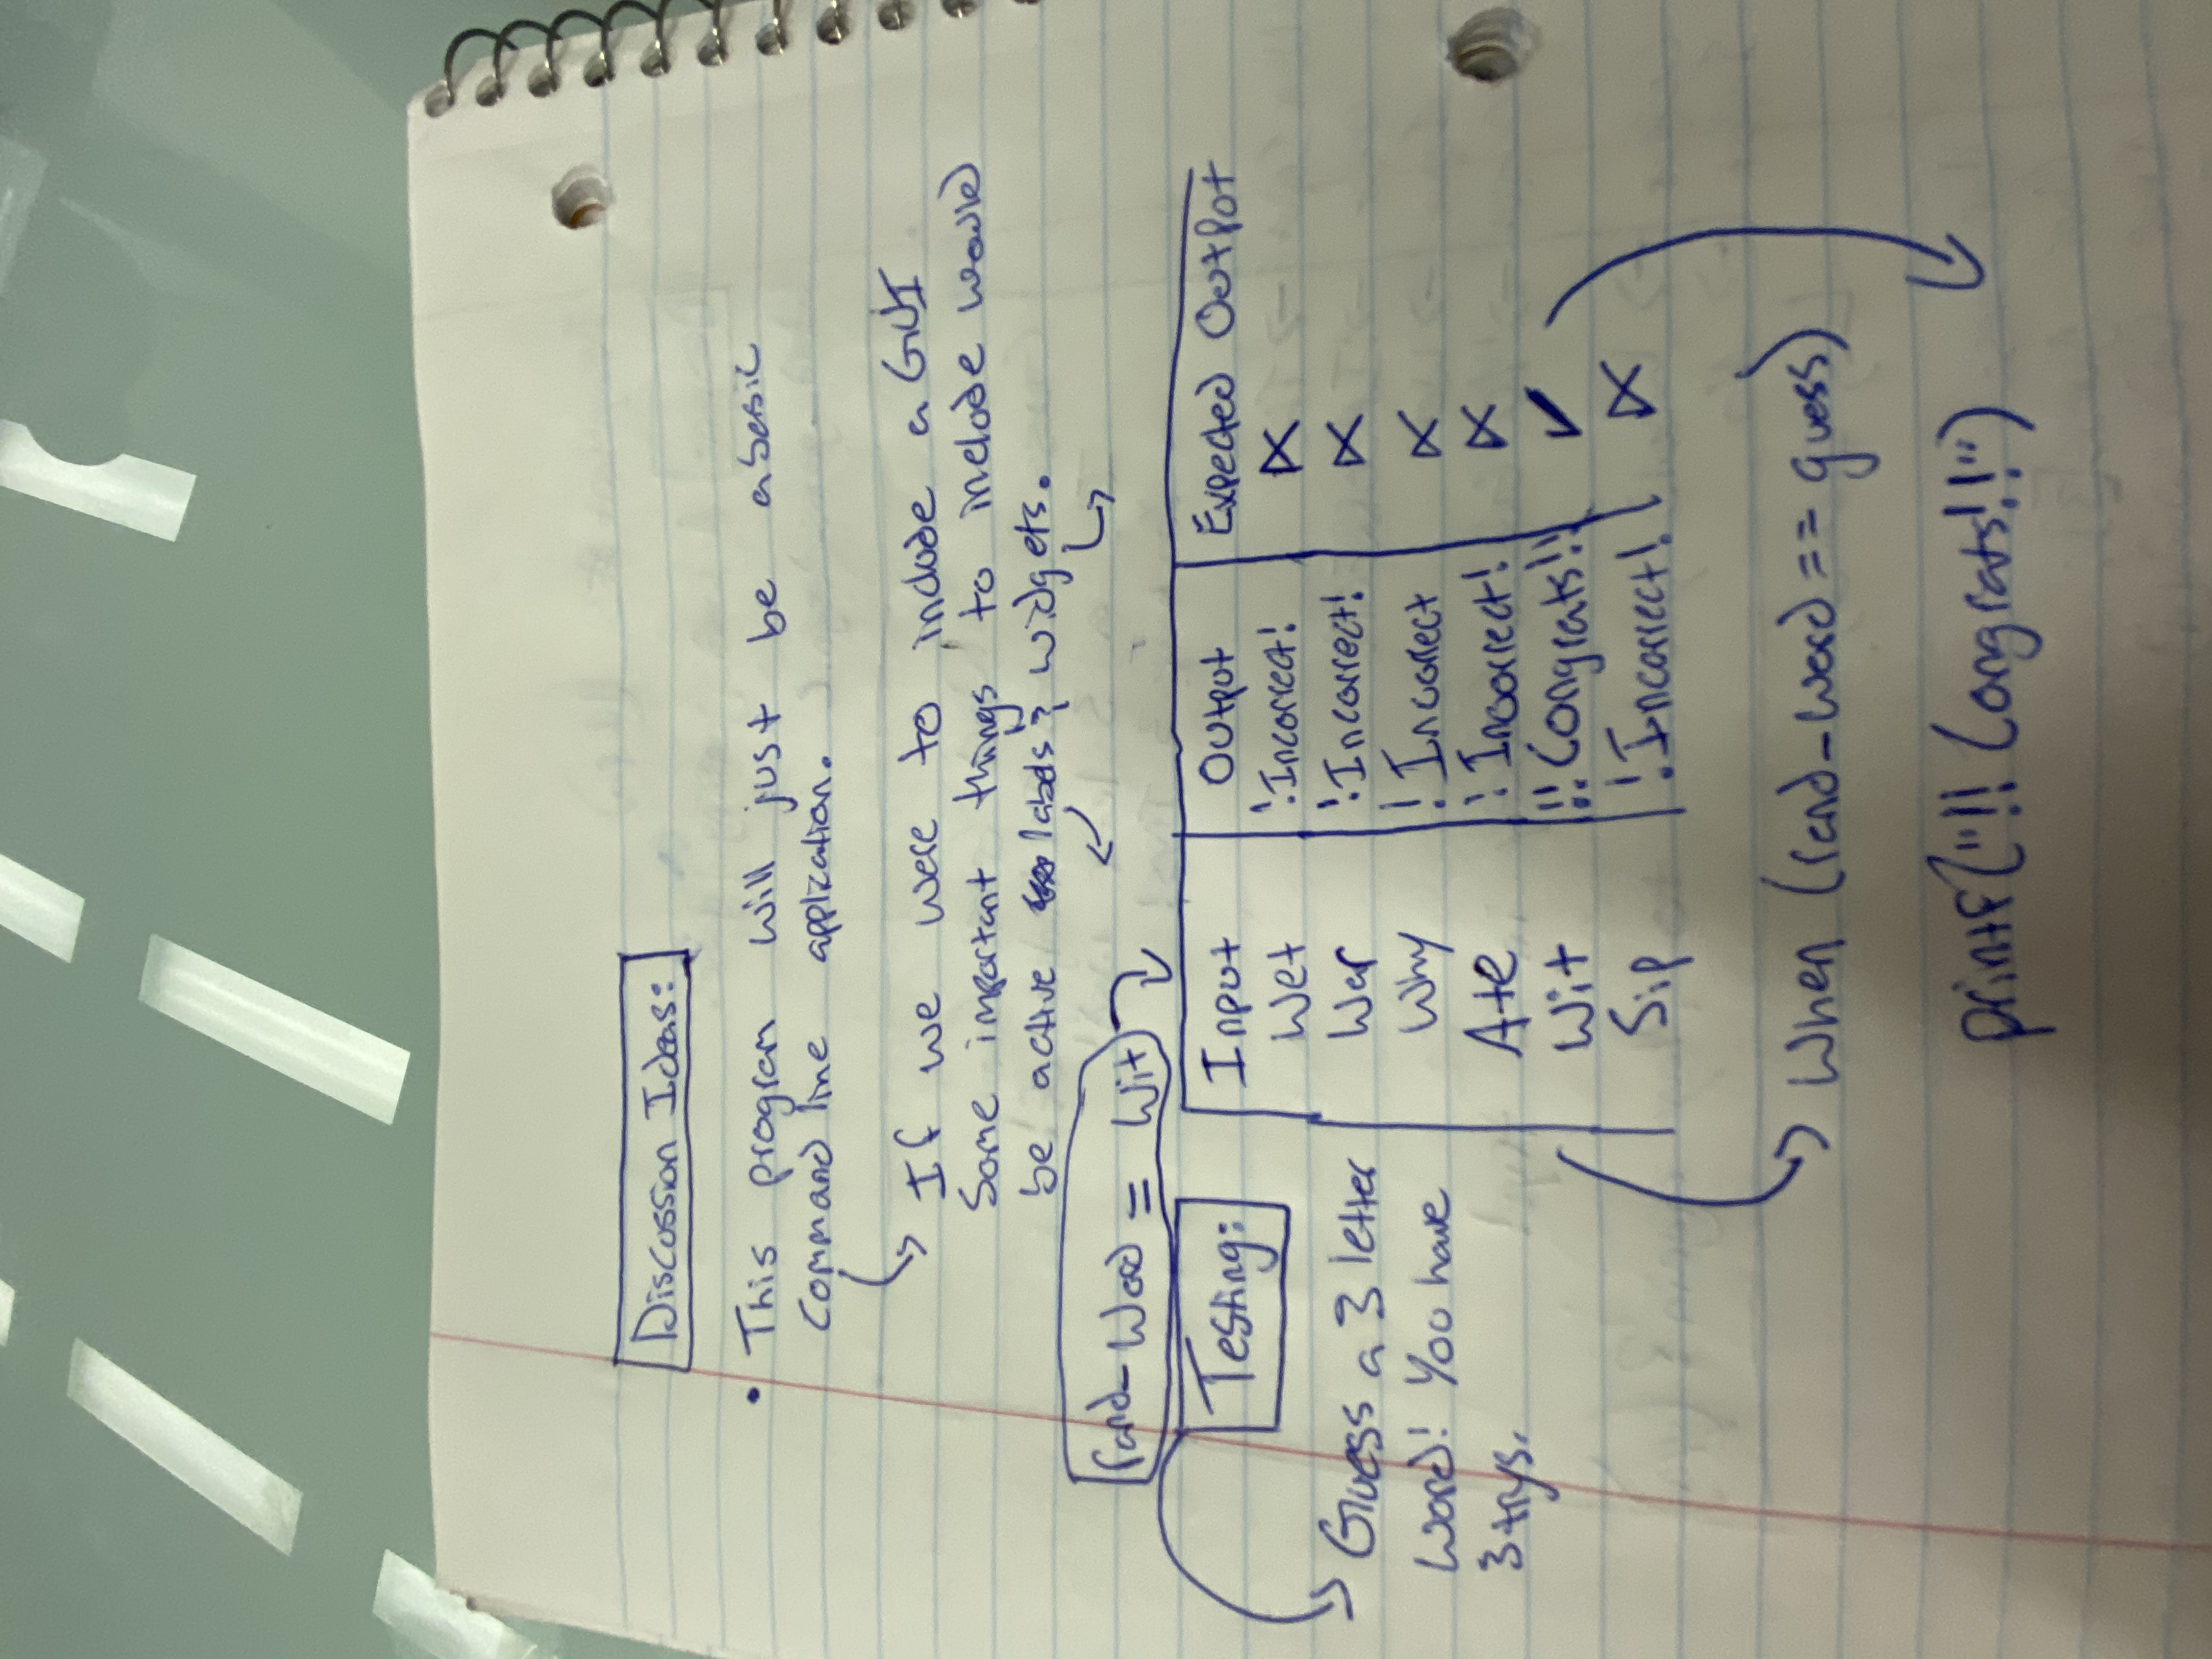 Discussion Ideas:
• This program will just be a basic
command line application.
If we were to include a GUI
Some important things to include would
be active labels & widgets.
rand_word = Wit
Testing:
Guess a 3 letter
word! You have
3 trys.
Input Output Expected Output
Wet !Incorrect! X
War !Incorrect! X
Why !Incorrect X
Ate !Incorrect! X
Wit !!Congrats!! ✓
Sip !Incorrect! X
When (rand_word == guess)
printf("!! Congrats!!")